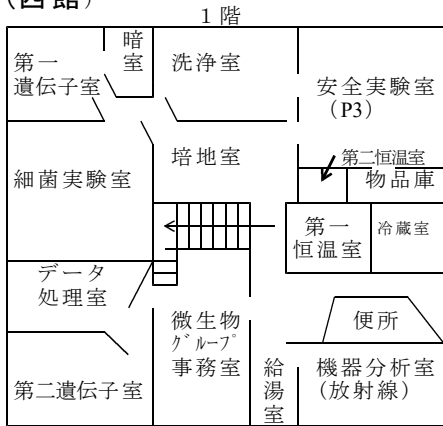 (西館)
1階
第一
遺伝子室
暗
室
洗浄室
安全実験室
(P3)
細菌実験室
培地室
第二恒温室
物品庫
第一
恒温室
冷蔵室
データ
処理室
微生物
グループ
事務室
便所
第二遺伝子室
給
湯
室
機器分析室
(放射線)